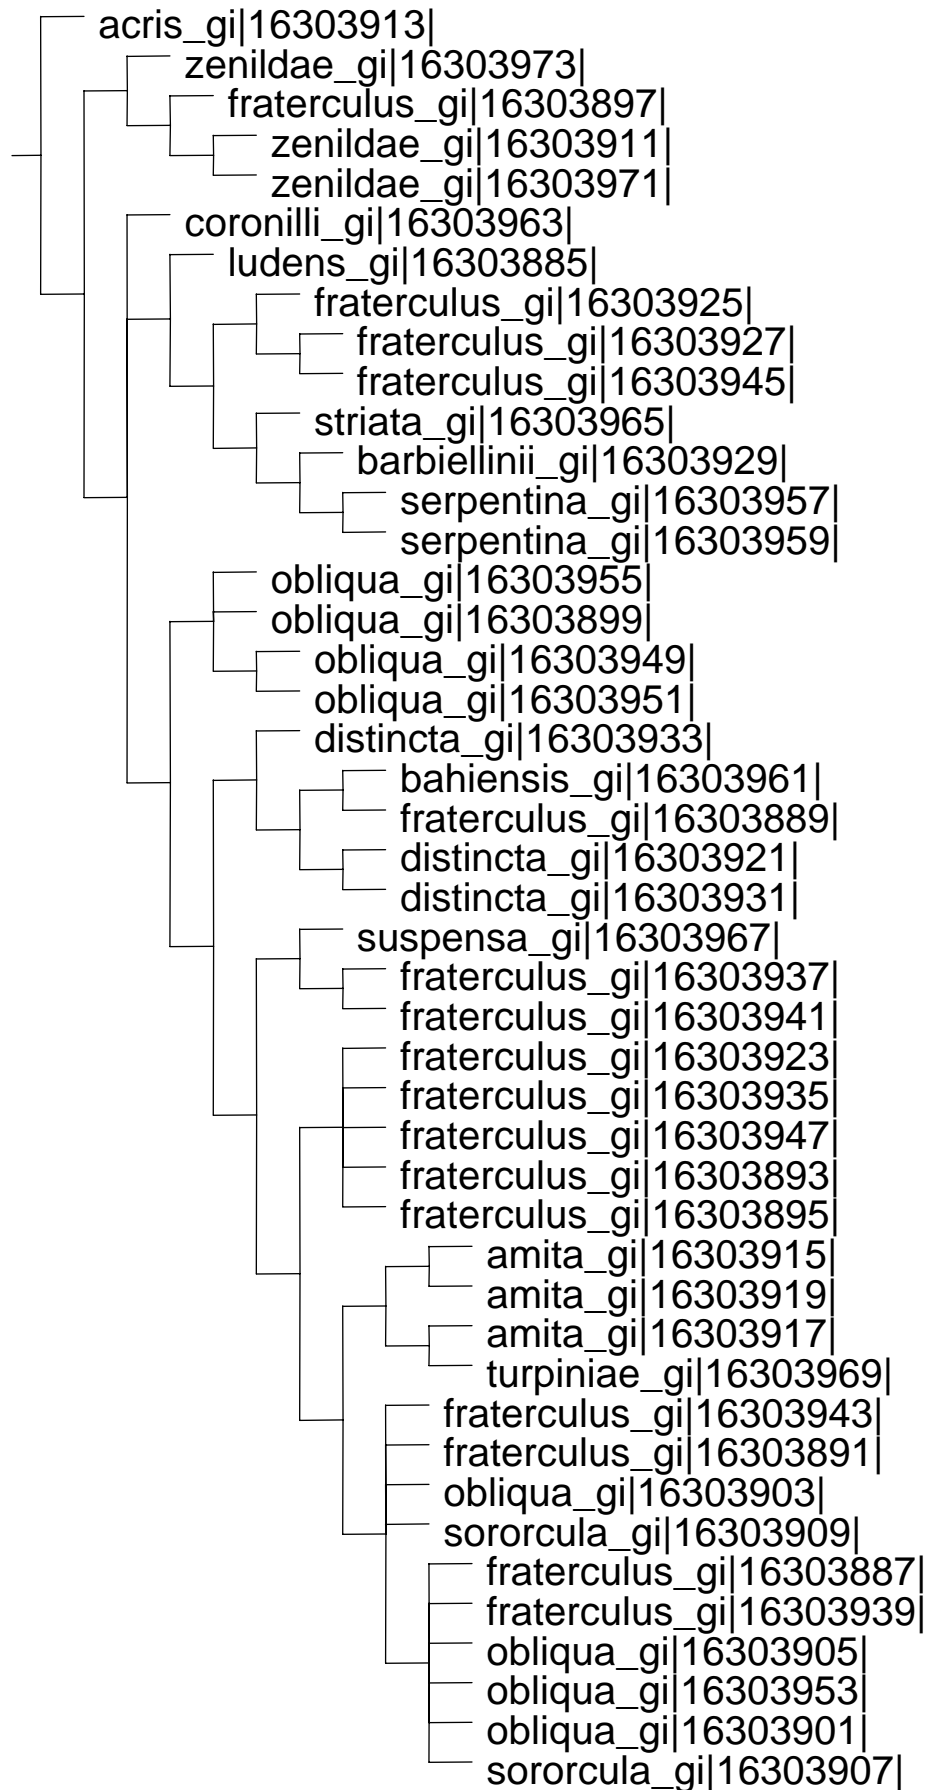 acris_gi|16303913|
zenildae_gi|16303973|
fraterculus_gi|16303897|
zenildae_gi|16303911|
zenildae_gi|16303971|
coronilli_gi|16303963|
ludens_gi|16303885|
fraterculus_gi|16303925|
fraterculus_gi|16303927|
fraterculus_gi|16303945|
striata_gi|16303965|
barbiellinii_gi|16303929|
serpentina_gi|16303957|
serpentina_gi|16303959|
obliqua_gi|16303955|
obliqua_gi|16303899|
obliqua_gi|16303949|
obliqua_gi|16303951|
distincta_gi|16303933|
bahiensis_gi|16303961|
fraterculus_gi|16303889|
distincta_gi|16303921|
distincta_gi|16303931|
suspensa_gi|16303967|
fraterculus_gi|16303937|
fraterculus_gi|16303941|
fraterculus_gi|16303923|
fraterculus_gi|16303935|
fraterculus_gi|16303947|
fraterculus_gi|16303893|
fraterculus_gi|16303895|
amita_gi|16303915|
amita_gi|16303919|
amita_gi|16303917|
turpiniae_gi|16303969|
fraterculus_gi|16303943|
fraterculus_gi|16303891|
obliqua_gi|16303903|
sororcula_gi|16303909|
fraterculus_gi|16303887|
fraterculus_gi|16303939|
obliqua_gi|16303905|
obliqua_gi|16303953|
obliqua_gi|16303901|
sororcula_gi|16303907|